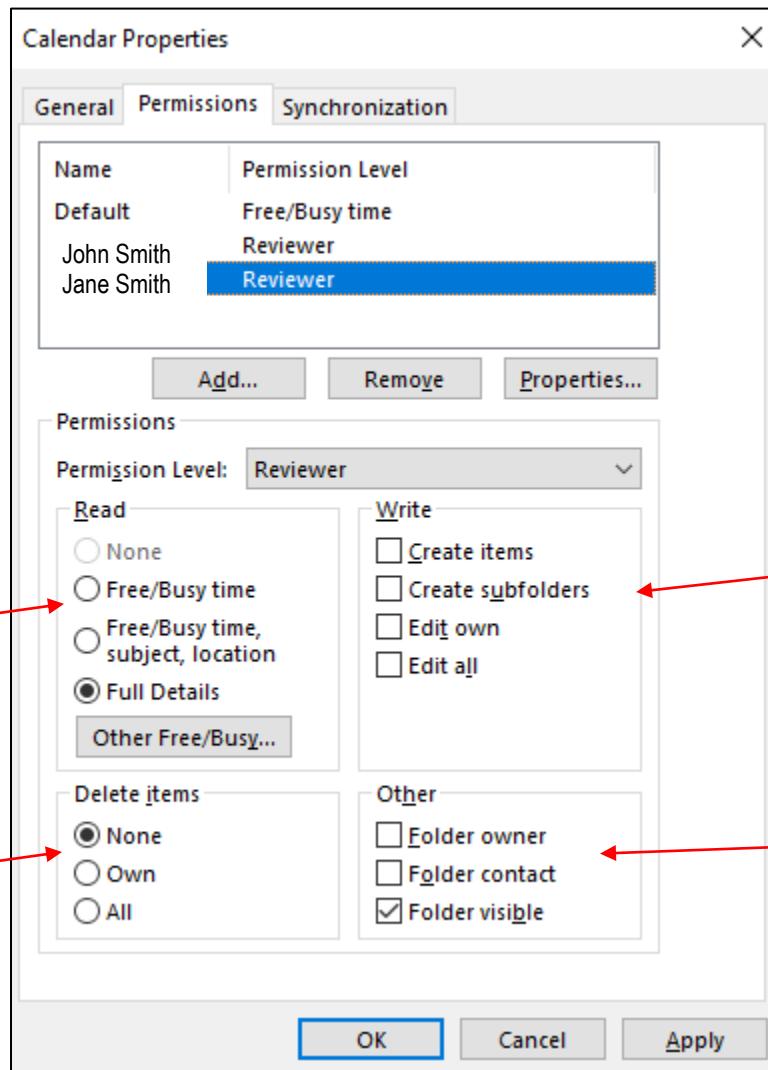 Calendar Properties
General Permissions Synchronization
Name Permission Level
Default Free/Busy time
John Smith Reviewer
Jane Smith Reviewer
Add... Remove Properties...
Permissions
Permission Level: Reviewer
Read
None
Free/Busy time
Free/Busy time,
subject, location
Full Details
Other Free/Busy...
Write
Create items
Create subfolders
Edit own
Edit all
Delete items
None
Own
All
Other
Folder owner
Folder contact
Folder visible
OK Cancel Apply